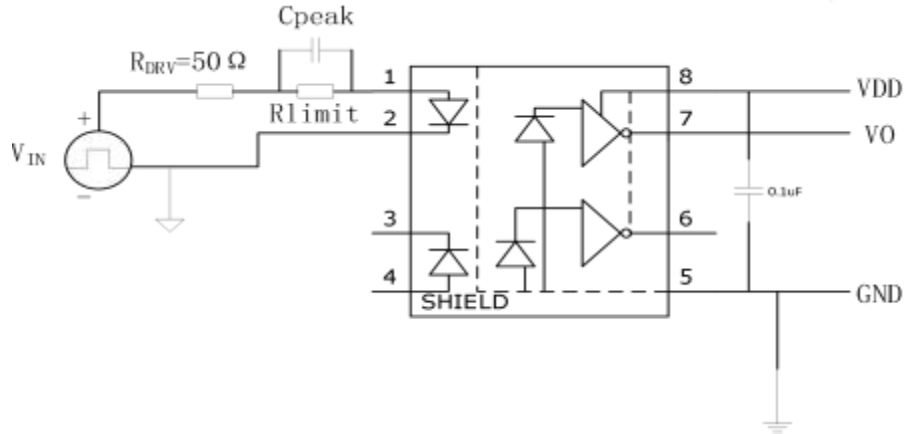 Cpeak
R_DRV=50 Ω
1
8
VDD
Rlimit
+
2
7
VO
V_IN
−
0.1uF
3
6
4
5
SHIELD
GND